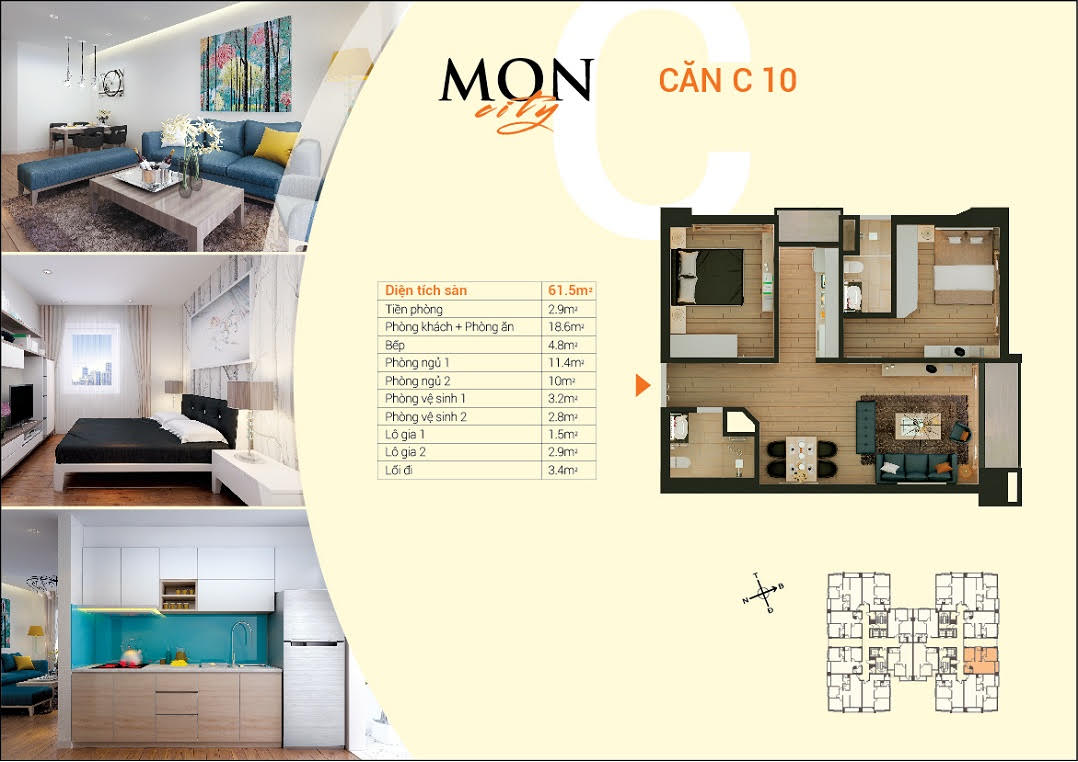 MON
city
CĂN C 10
C
Diện tích sàn 61.5m²
Tiền phòng 2.9m²
Phòng khách + Phòng ăn 18.6m²
Bếp 4.8m²
Phòng ngủ 1 11.4m²
Phòng ngủ 2 10m²
Phòng vệ sinh 1 3.2m²
Phòng vệ sinh 2 2.8m²
Lô gia 1 1.5m²
Lô gia 2 2.9m²
Lối đi 3.4m²
T
B
N
Đ